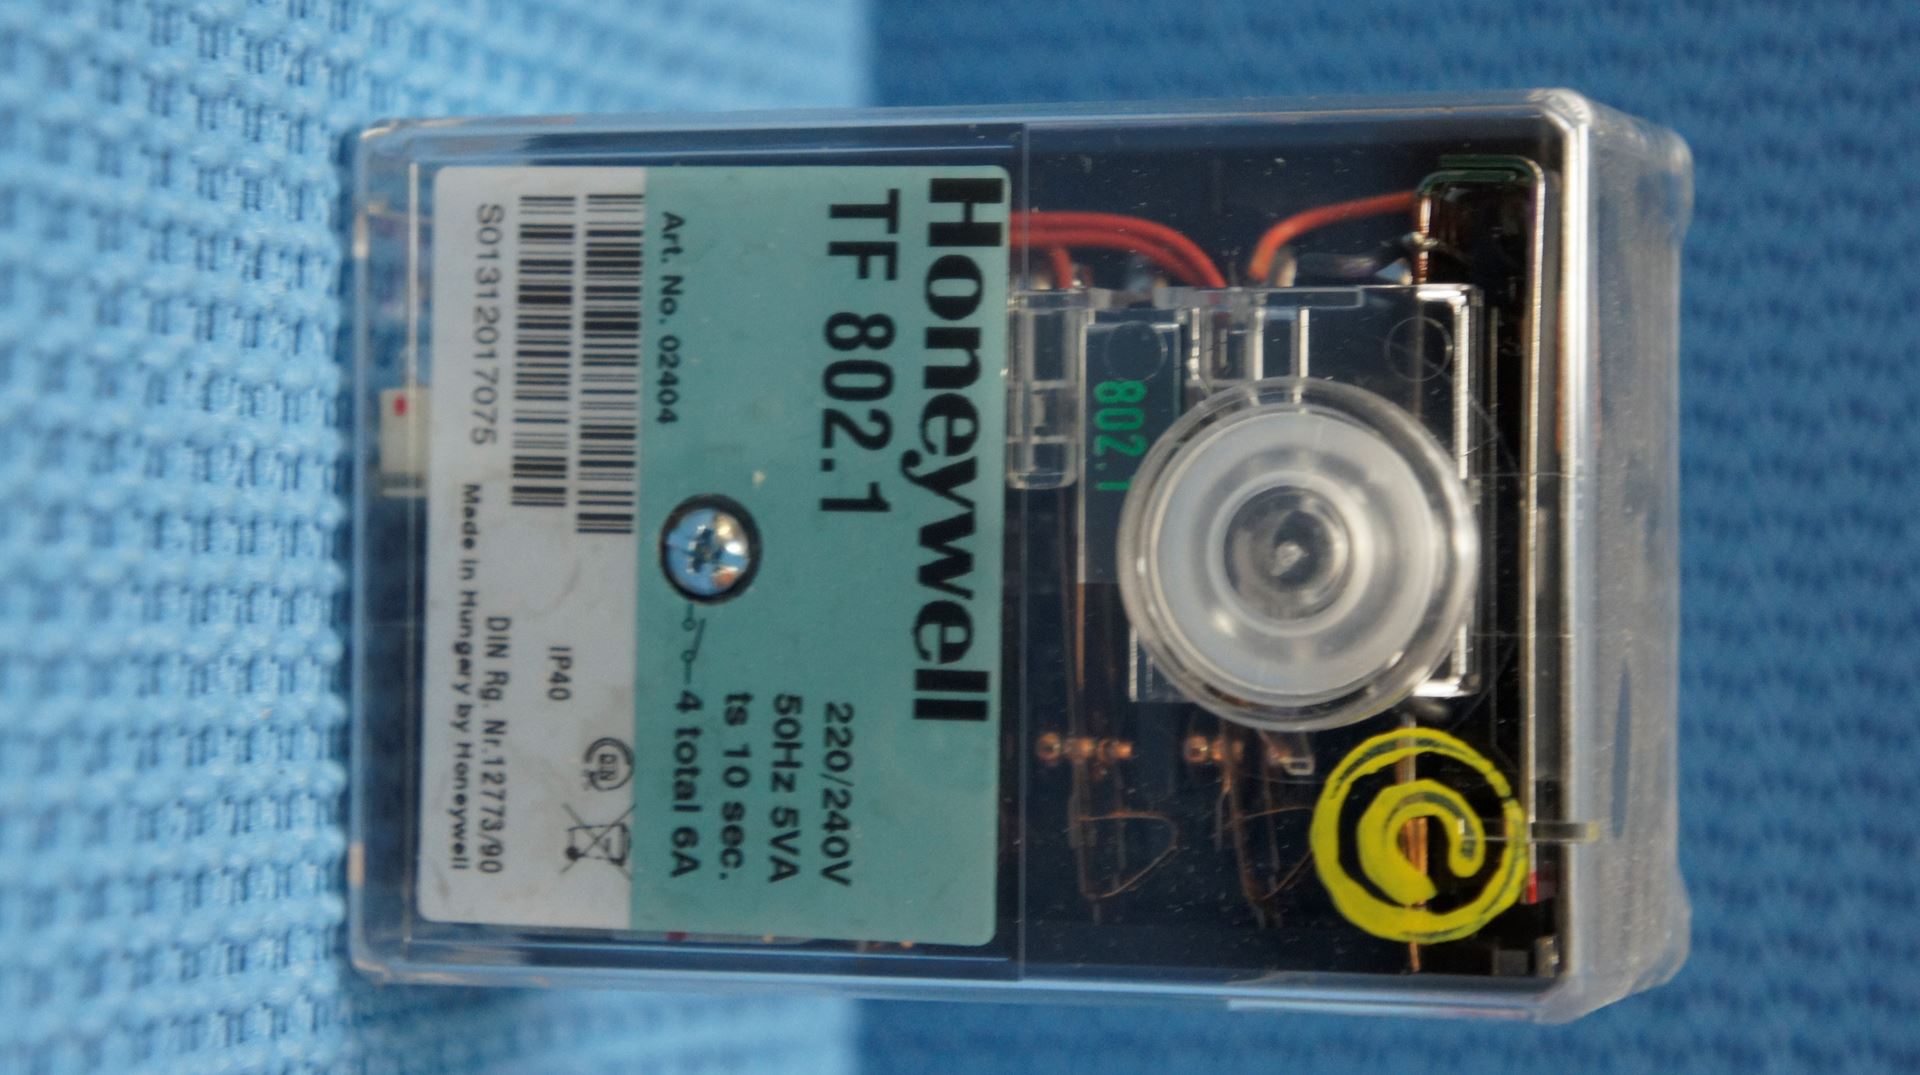 Honeywell
TF 802.1
220/240V
50Hz 5VA
ts 10 sec.
4 total 6A
Art. No. 02404
IP40
DIN Rg. Nr.12773/90
S01312017075
Made in Hungary by Honeywell
802.1